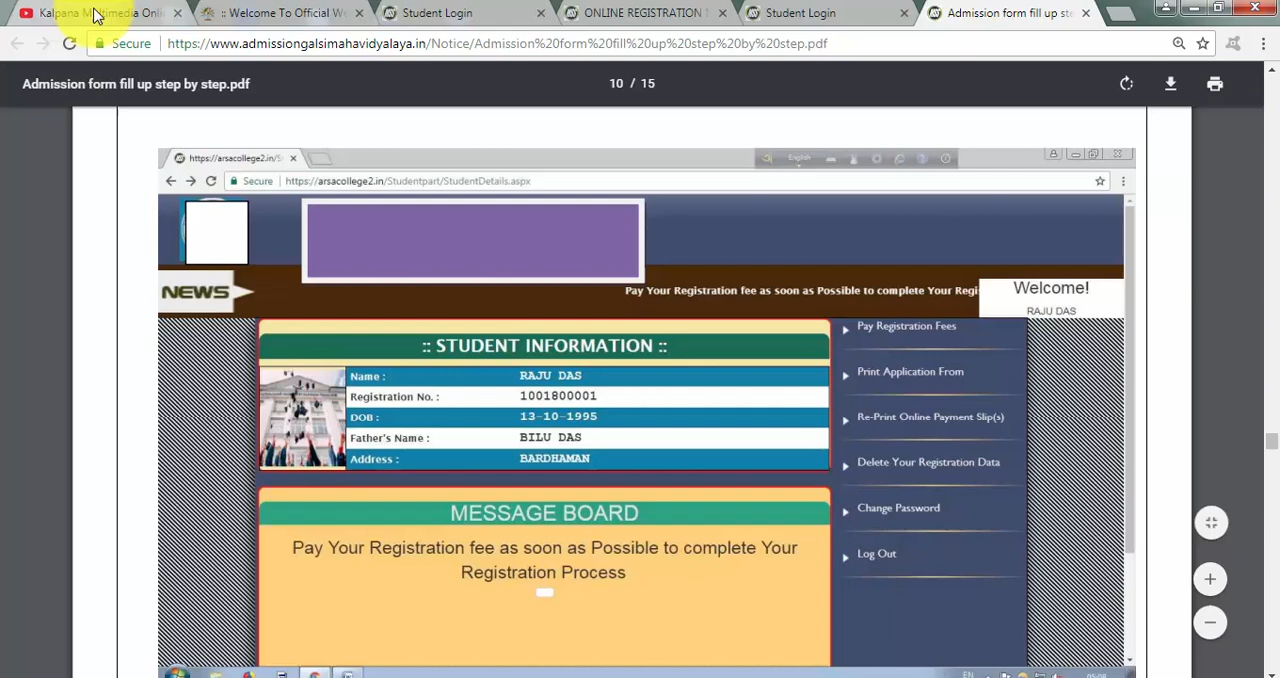 Kalpana Multimedia Onli
:: Welcome To Official We
Student Login
ONLINE REGISTRATION N
Student Login
Admission form fill up ste
Secure https://www.admissiongalsimahavidyalaya.in/Notice/Admission%20form%20fill%20up%20step%20by%20step.pdf
Admission form fill up step by step.pdf 10 / 15
https://arsacollege2.in/S English
Secure https://arsacollege2.in/Studentpart/StudentDetails.aspx
NEWS
Pay Your Registration fee as soon as Possible to complete Your Regi
Welcome!
RAJU DAS
:: STUDENT INFORMATION ::
Name : RAJU DAS
Registration No. : 1001800001
DOB : 13-10-1995
Father's Name : BILU DAS
Address : BARDHAMAN
MESSAGE BOARD
Pay Your Registration fee as soon as Possible to complete Your
Registration Process
Pay Registration Fees
Print Application From
Re-Print Online Payment Slip(s)
Delete Your Registration Data
Change Password
Log Out
EN